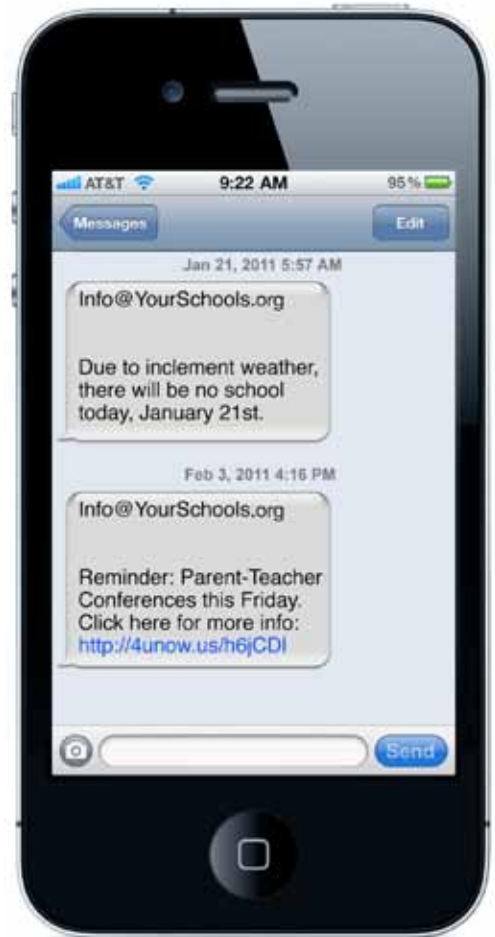 AT&T 9:22 AM 95%
Messages Edit
Jan 21, 2011 5:57 AM
Info@YourSchools.org
Due to inclement weather,
there will be no school
today, January 21st.
Feb 3, 2011 4:16 PM
Info@YourSchools.org
Reminder: Parent-Teacher
Conferences this Friday.
Click here for more info:
http://4unow.us/h6jCDI
Send